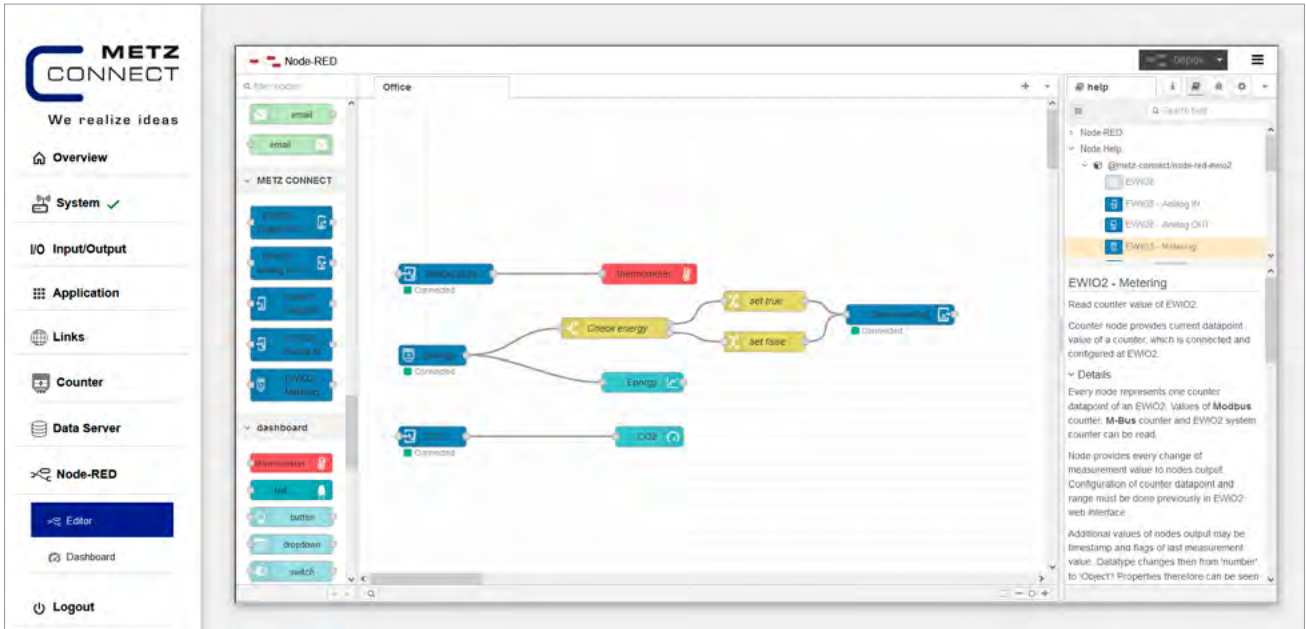 METZ
CONNECT
We realize ideas
Overview
System
I/O Input/Output
Application
Links
Counter
Data Server
Node-RED
Editor
Dashboard
Logout
Node-RED
Deploy
filter nodes
Office
email
email
METZ CONNECT
EWIO2 -
Metering
dashboard
thermometer
led
button
dropdown
switch
thermometer
Connected
Check energy
set true
set false
Connected
Energy
Connected
Energy
CO2
Connected
help
Search help
Node-RED
Node Help
@metz-connect/node-red-ewio2
EWIO2
EWIO2 - Analog IN
EWIO2 - Analog OUT
EWIO2 - Metering
EWIO2 - Metering
Read counter value of EWIO2.
Counter node provides current datapoint
value of a counter, which is connected and
configured at EWIO2.
Details
Every node represents one counter
datapoint of an EWIO2. Values of Modbus
counter, M-Bus counter and EWIO2 system
counter can be read.
Node provides every change of
measurement value to nodes output.
Configuration of counter datapoint and
range must be done previously in EWIO2
web interface.
Additional values of nodes output may be
timestamp and flags of last measurement
value. Datatype changes then from 'number'
to 'Object'! Properties therefore can be seen